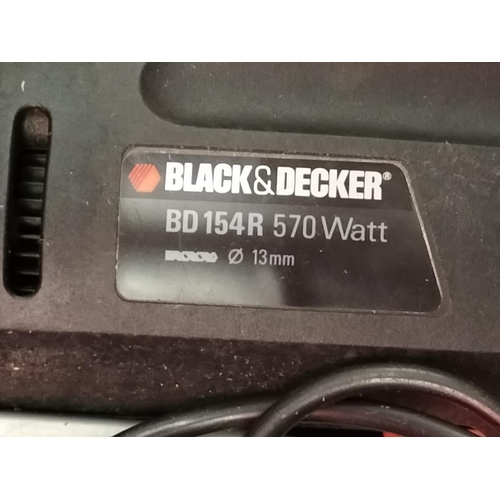 BLACK&DECKER®
BD 154R 570 Watt
Ø 13mm